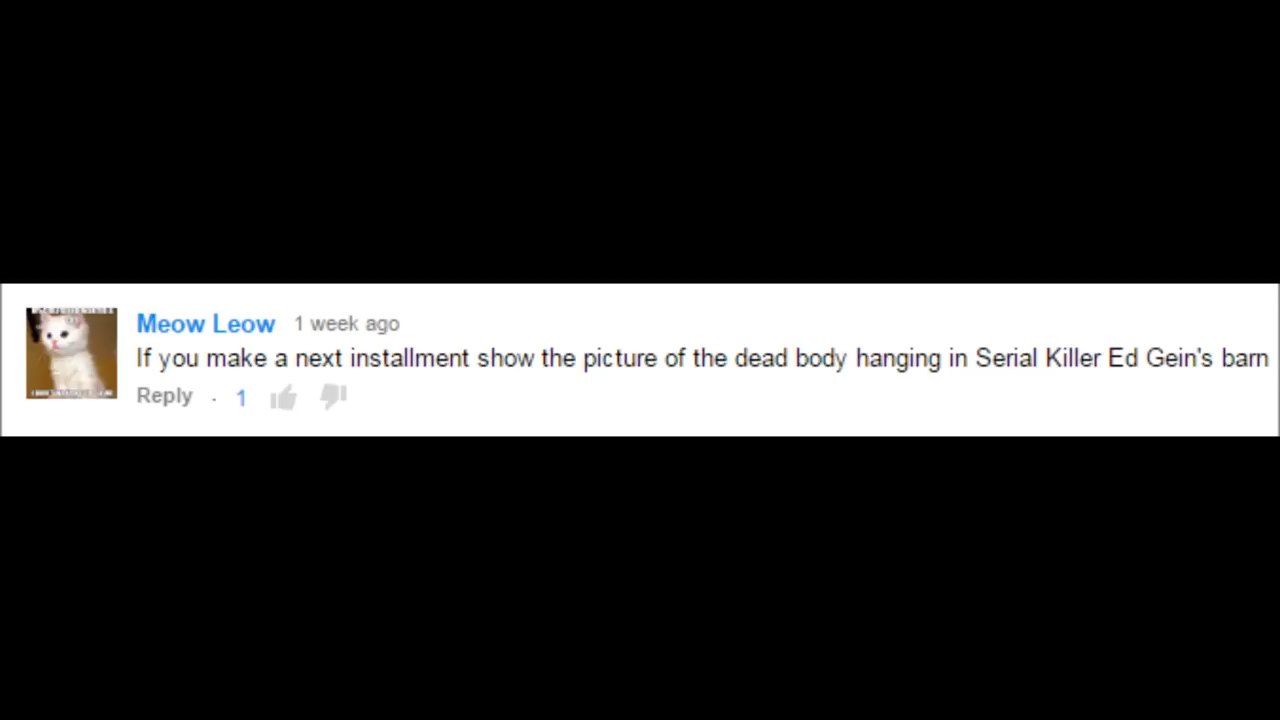 Meow Leow 1 week ago
If you make a next installment show the picture of the dead body hanging in Serial Killer Ed Gein's barn
Reply . 1